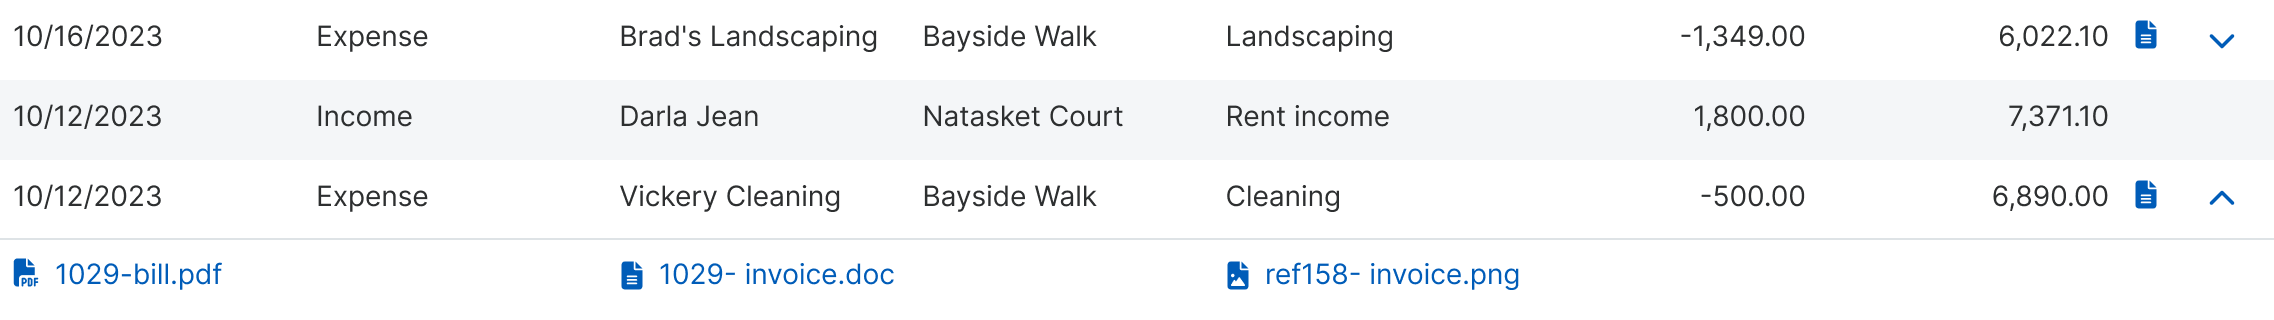 10/16/2023 Expense Brad's Landscaping Bayside Walk Landscaping -1,349.00 6,022.10
10/12/2023 Income Darla Jean Natasket Court Rent income 1,800.00 7,371.10
10/12/2023 Expense Vickery Cleaning Bayside Walk Cleaning -500.00 6,890.00
PDF 1029-bill.pdf 1029- invoice.doc ref158- invoice.png